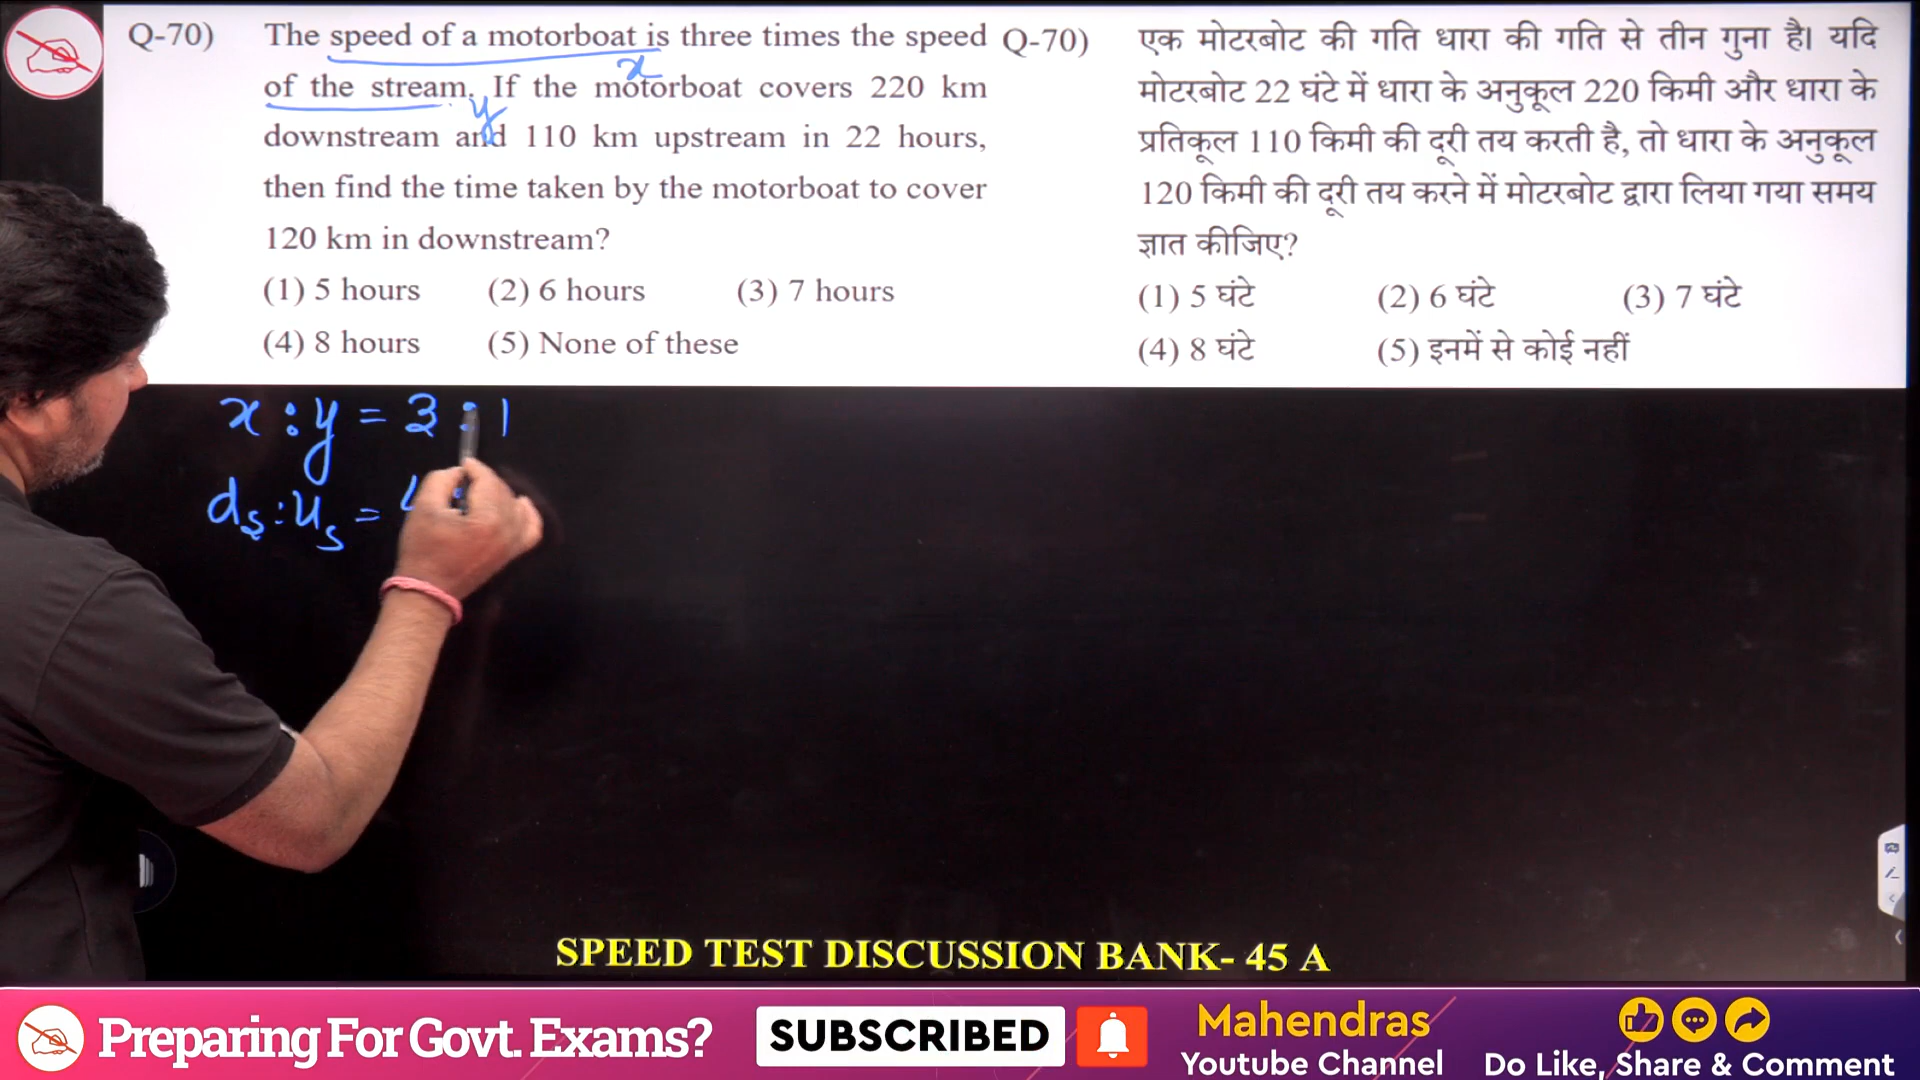 Q-70) The speed of a motorboat is three times the speed
of the stream. If the motorboat covers 220 km
downstream and 110 km upstream in 22 hours,
then find the time taken by the motorboat to cover
120 km in downstream?
(1) 5 hours (2) 6 hours (3) 7 hours
(4) 8 hours (5) None of these
x
y
Q-70) एक मोटरबोट की गति धारा की गति से तीन गुना है। यदि
मोटरबोट 22 घंटे में धारा के अनुकूल 220 किमी और धारा के
प्रतिकूल 110 किमी की दूरी तय करती है, तो धारा के अनुकूल
120 किमी की दूरी तय करने में मोटरबोट द्वारा लिया गया समय
ज्ञात कीजिए?
(1) 5 घंटे (2) 6 घंटे (3) 7 घंटे
(4) 8 घंटे (5) इनमें से कोई नहीं
x : y = 3 : 1
ds : us =
SPEED TEST DISCUSSION BANK- 45 A
Preparing For Govt. Exams?
SUBSCRIBED
Mahendras
Youtube Channel
Do Like, Share & Comment